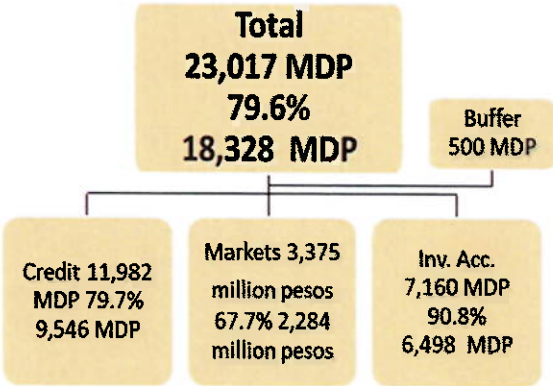 Total
23,017 MDP
79.6%
18,328 MDP
Buffer
500 MDP
Credit 11,982
MDP 79.7%
9,546 MDP
Markets 3,375
million pesos
67.7% 2,284
million pesos
Inv. Acc.
7,160 MDP
90.8%
6,498 MDP